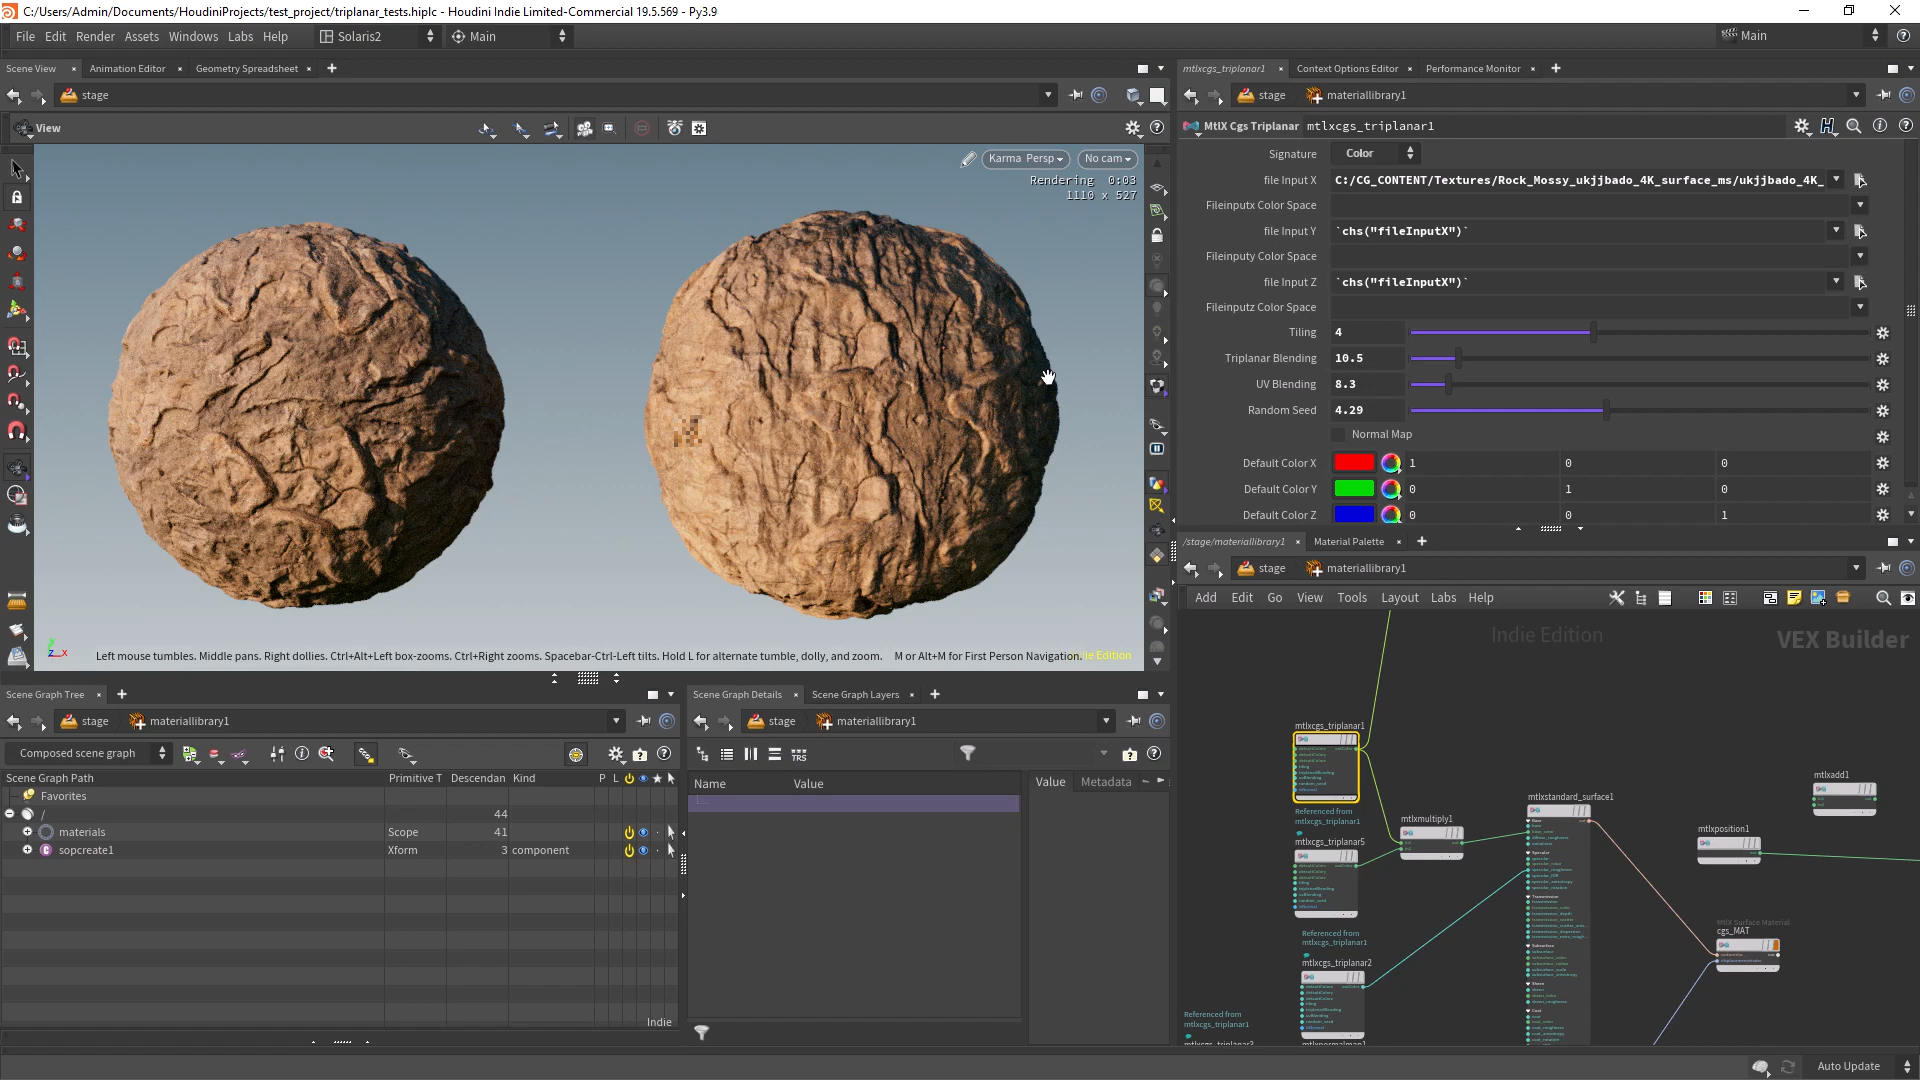 C:/Users/Admin/Documents/HoudiniProjects/test_project/triplanar_tests.hiplc - Houdini Indie Limited-Commercial 19.5.569 - Py3.9
File Edit Render Assets Windows Labs Help Solaris2 Main Main
Scene View Animation Editor Geometry Spreadsheet
stage
View
Karma Persp No cam
Rendering 0:03
1110 x 527
Left mouse tumbles. Middle pans. Right dollies. Ctrl+Alt+Left box-zooms. Ctrl+Right zooms. Spacebar-Ctrl-Left tilts. Hold L for alternate tumble, dolly, and zoom. M or Alt+M for First Person Navigation. Edition
mtlxcgs_triplanar1 Context Options Editor Performance Monitor
stage materiallibrary1
MtlX Cgs Triplanar mtlxcgs_triplanar1
Signature Color
file Input X C:/CG_CONTENT/Textures/Rock_Mossy_ukjjbado_4K_surface_ms/ukjjbado_4K_
Fileinputx Color Space
file Input Y `chs("fileInputX")`
Fileinputy Color Space
file Input Z `chs("fileInputX")`
Fileinputz Color Space
Tiling 4
Triplanar Blending 10.5
UV Blending 8.3
Random Seed 4.29
Normal Map
Default Color X 1 0 0
Default Color Y 0 1 0
Default Color Z 0 0 1
/stage/materiallibrary1 Material Palette
stage materiallibrary1
Add Edit Go View Tools Layout Labs Help
Indie Edition
VEX Builder
mtlxcgs_triplanar1
Referenced from
mtlxcgs_triplanar1
mtlxcgs_triplanar5
mtlxmultiply1
mtlxstandard_surface1
mtlxadd1
mtlxposition1
MtlX Surface Material
cgs_MAT
Referenced from
mtlxcgs_triplanar1
mtlxcgs_triplanar2
Referenced from
mtlxcgs_triplanar1
Scene Graph Tree
stage materiallibrary1
Composed scene graph
Scene Graph Path Primitive T Descendan Kind P L
Favorites
/ 44
materials Scope 41
sopcreate1 Xform 3 component
Indie
Scene Graph Details Scene Graph Layers
stage materiallibrary1
TRS
Name Value
Value Metadata
Auto Update